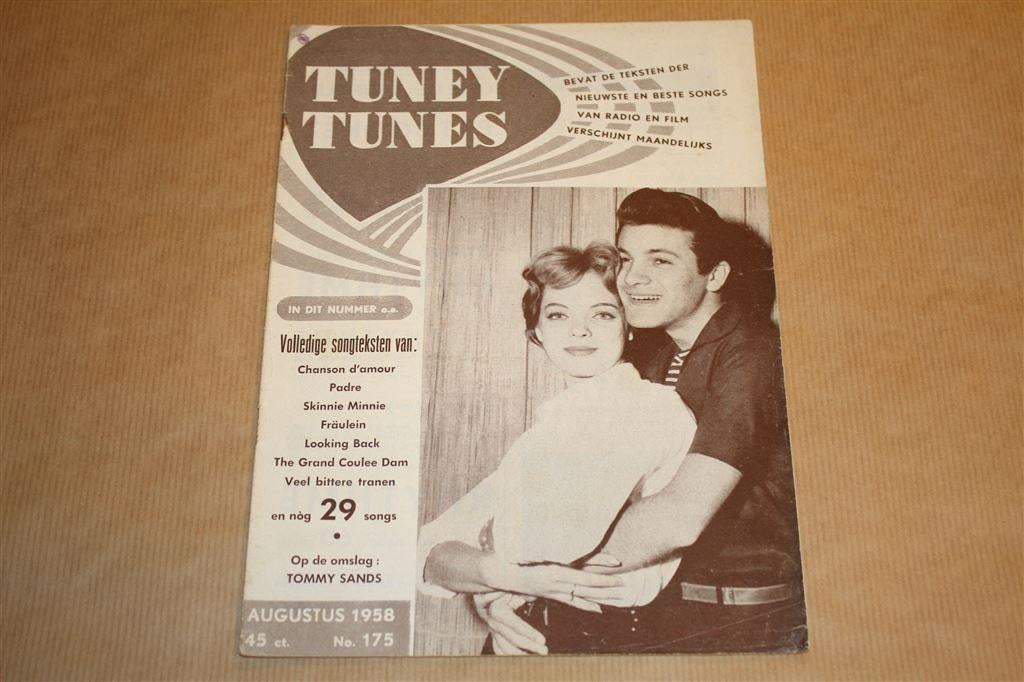 TUNEY
TUNES
BEVAT DE TEKSTEN DER
NIEUWSTE EN BESTE SONGS
VAN RADIO EN FILM
VERSCHIJNT MAANDELIJKS
IN DIT NUMMER o.a.
Volledige songteksten van:
Chanson d'amour
Padre
Skinnie Minnie
Fräulein
Looking Back
The Grand Coulee Dam
Veel bittere tranen
en nòg 29 songs
Op de omslag:
TOMMY SANDS
AUGUSTUS 1958
45 ct. No. 175